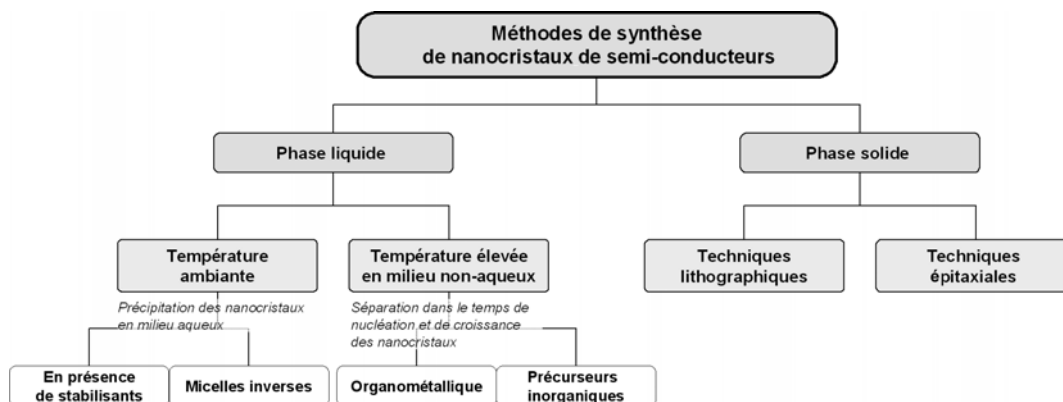 Méthodes de synthèse
de nanocristaux de semi-conducteurs
Phase liquide
Phase solide
Température
ambiante
Température élevée
en milieu non-aqueux
Techniques
lithographiques
Techniques
épitaxiales
Précipitation des nanocristaux
en milieu aqueux
Séparation dans le temps de
nucléation et de croissance
des nanocristaux
En présence
de stabilisants
Micelles inverses
Organométallique
Précurseurs
inorganiques